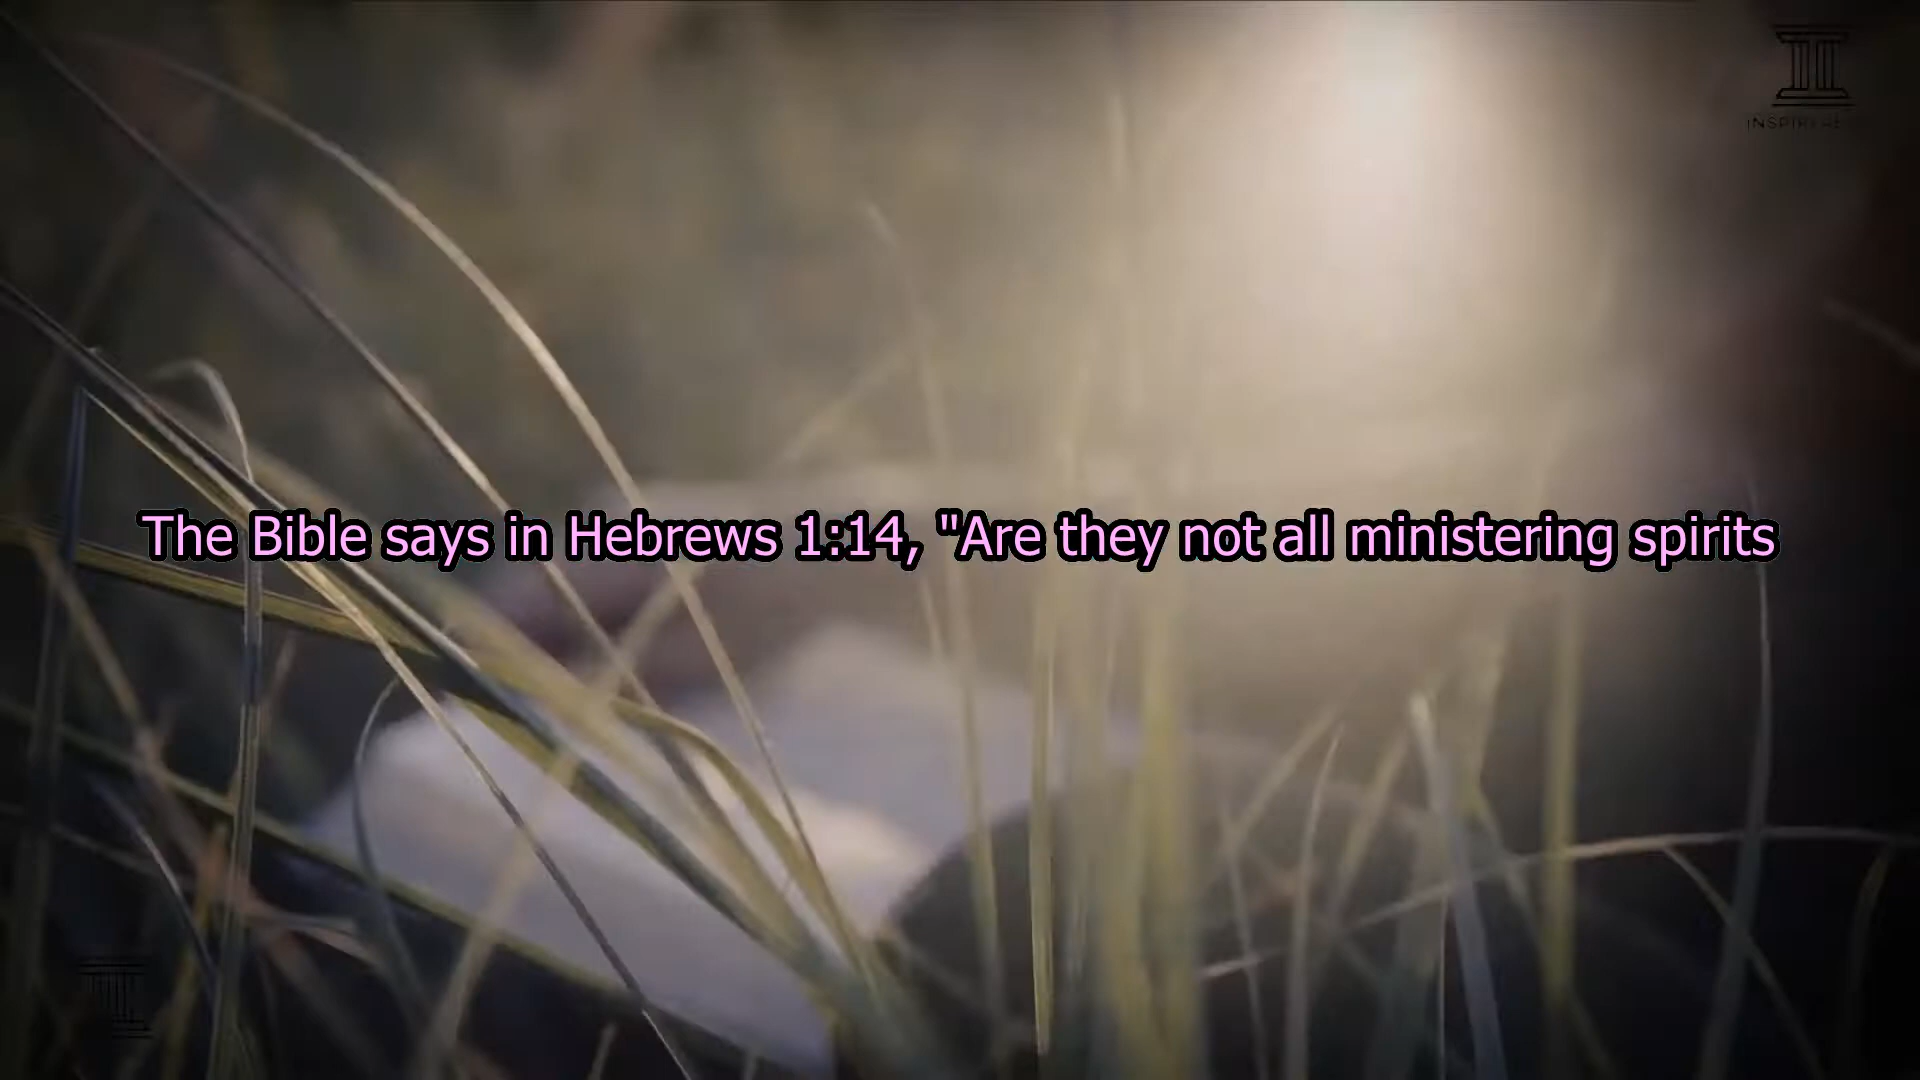 The Bible says in Hebrews 1:14, "Are they not all ministering spirits